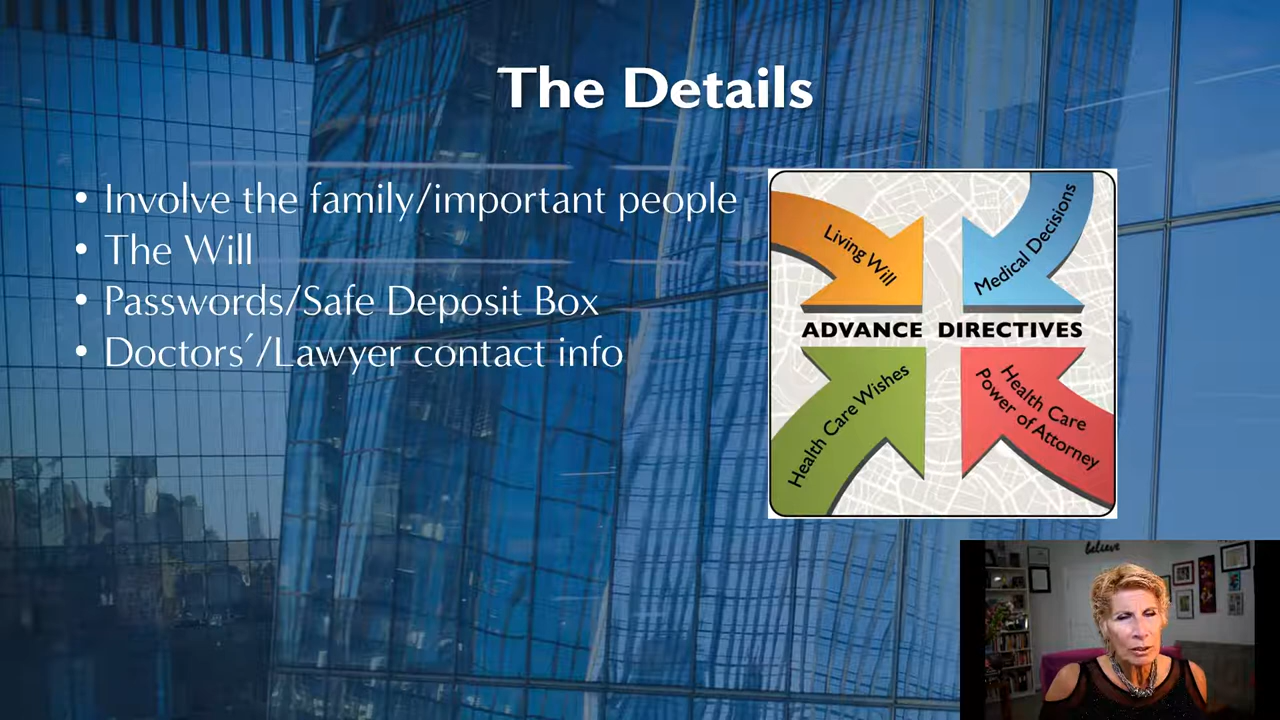 The Details
• Involve the family/important people
• The Will
• Passwords/Safe Deposit Box
• Doctors´/Lawyer contact info
Living Will
Medical Decisions
ADVANCE DIRECTIVES
Health Care Wishes
Health Care
Power of Attorney
believe